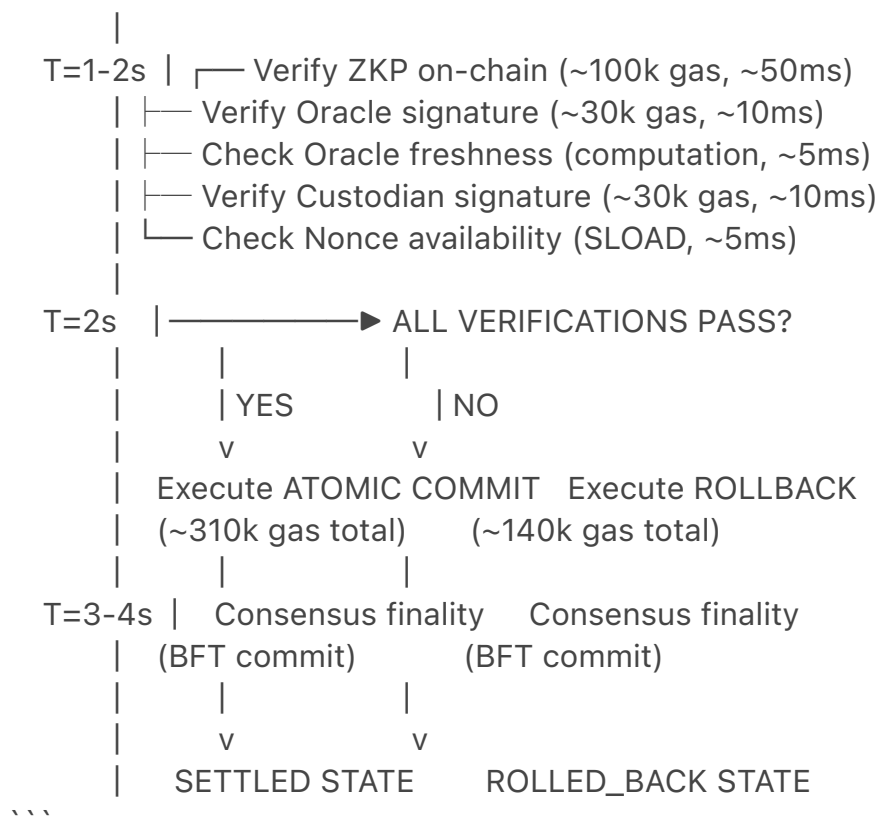 |
T=1-2s | ┌── Verify ZKP on-chain (~100k gas, ~50ms)
| ├── Verify Oracle signature (~30k gas, ~10ms)
| ├── Check Oracle freshness (computation, ~5ms)
| ├── Verify Custodian signature (~30k gas, ~10ms)
| └── Check Nonce availability (SLOAD, ~5ms)
|
T=2s |──────────▶ ALL VERIFICATIONS PASS?
| | |
| | YES | NO
| v v
| Execute ATOMIC COMMIT Execute ROLLBACK
| (~310k gas total) (~140k gas total)
| | |
T=3-4s | Consensus finality Consensus finality
| (BFT commit) (BFT commit)
| | |
| v v
| SETTLED STATE ROLLED_BACK STATE
```